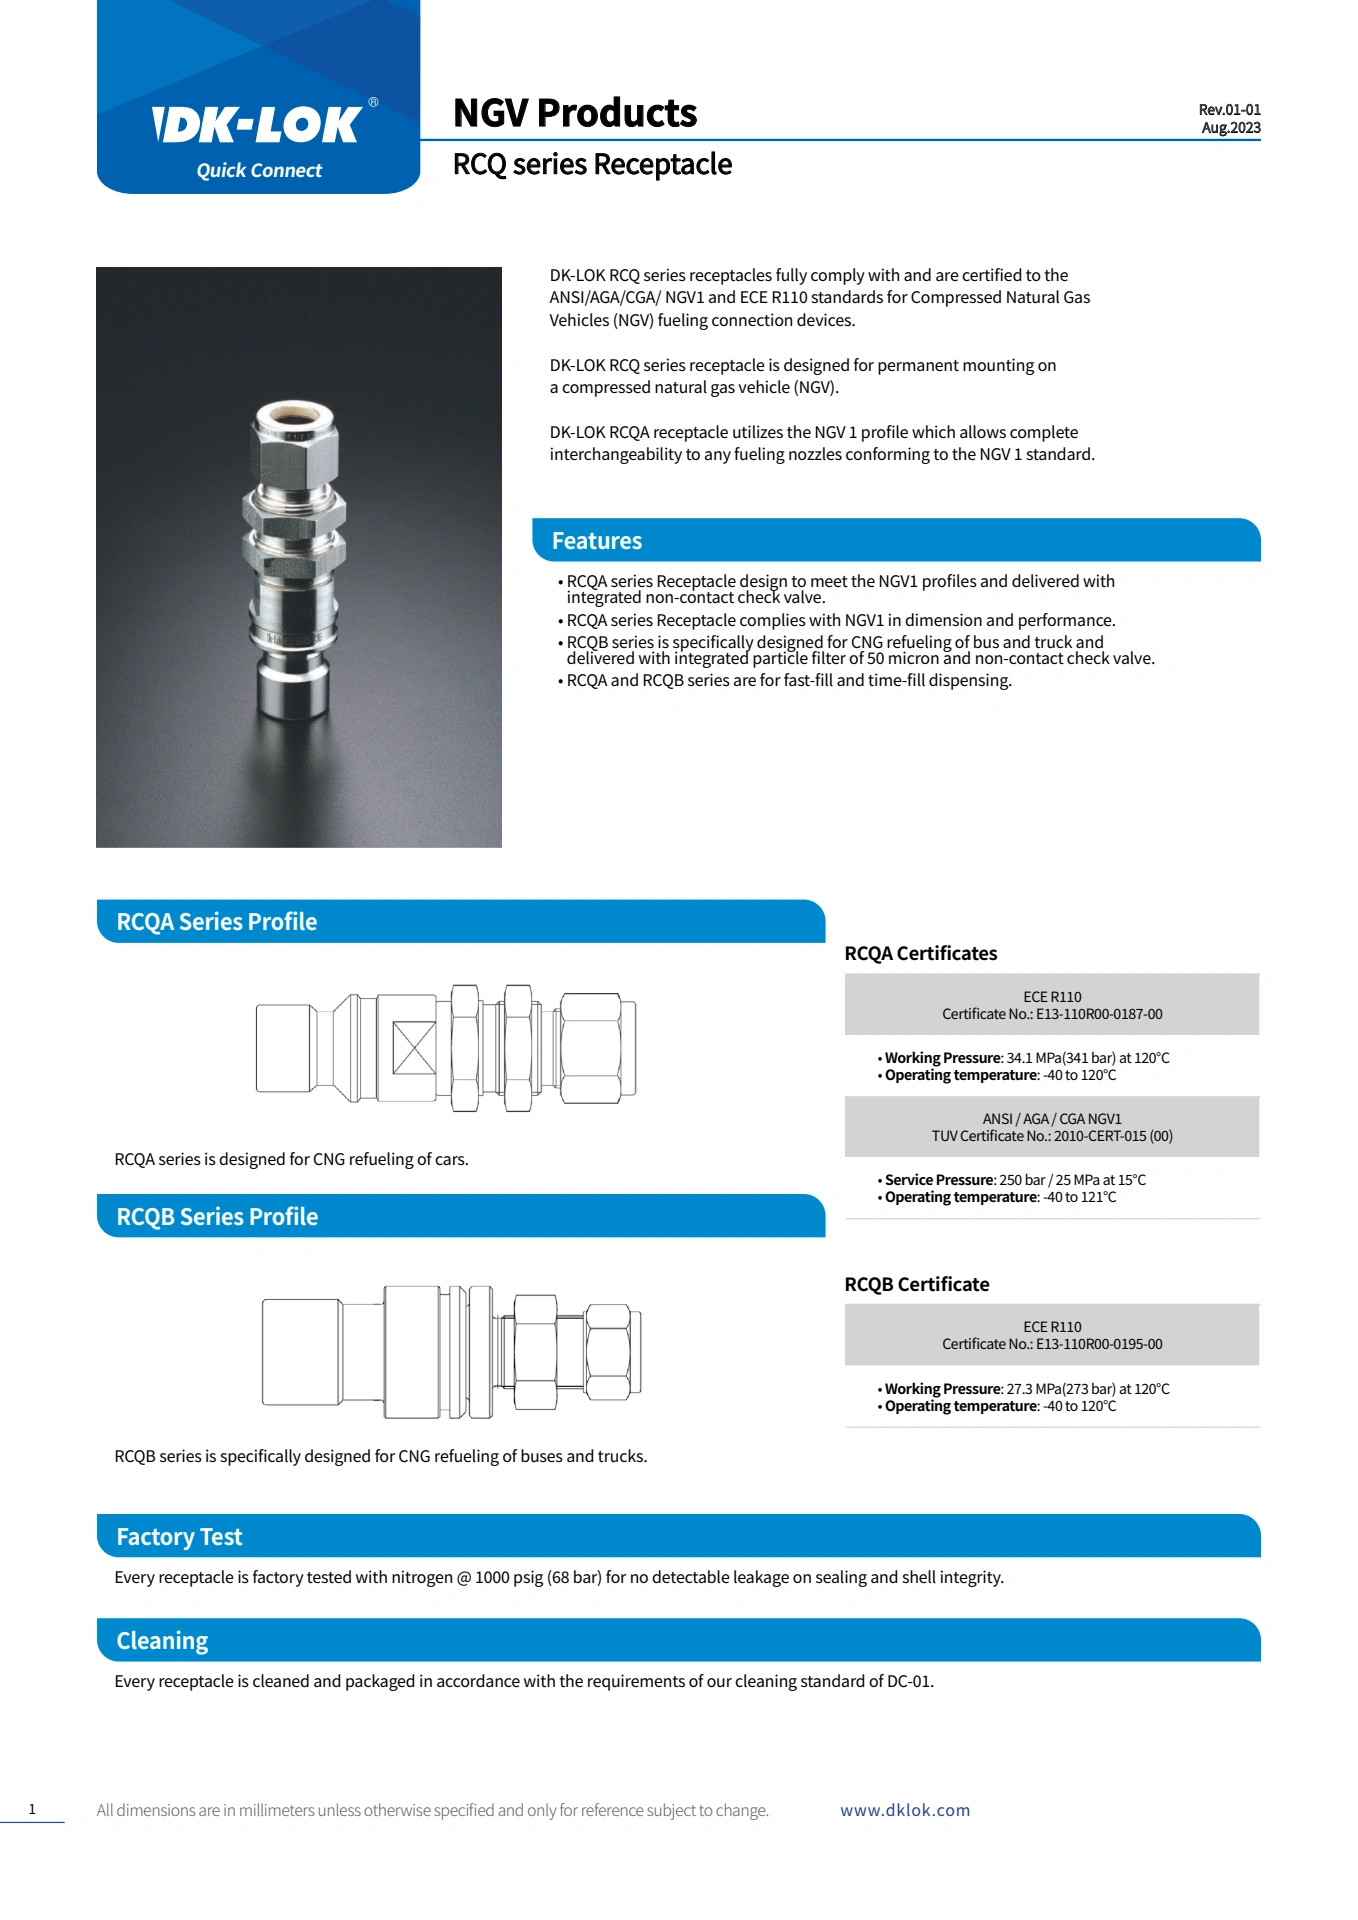 DK-LOK®
Quick Connect
NGV Products
Rev.01-01
Aug.2023
RCQ series Receptacle
DK-LOK RCQ series receptacles fully comply with and are certified to the
ANSI/AGA/CGA/ NGV1 and ECE R110 standards for Compressed Natural Gas
Vehicles (NGV) fueling connection devices.
DK-LOK RCQ series receptacle is designed for permanent mounting on
a compressed natural gas vehicle (NGV).
DK-LOK RCQA receptacle utilizes the NGV 1 profile which allows complete
interchangeability to any fueling nozzles conforming to the NGV 1 standard.
Features
• RCQA series Receptacle design to meet the NGV1 profiles and delivered with
integrated non-contact check valve.
• RCQA series Receptacle complies with NGV1 in dimension and performance.
• RCQB series is specifically designed for CNG refueling of bus and truck and
delivered with integrated particle filter of 50 micron and non-contact check valve.
• RCQA and RCQB series are for fast-fill and time-fill dispensing.
RCQA Series Profile
RCQA series is designed for CNG refueling of cars.
RCQA Certificates
ECE R110
Certificate No.: E13-110R00-0187-00
• Working Pressure: 34.1 MPa(341 bar) at 120°C
• Operating temperature: -40 to 120°C
ANSI / AGA / CGA NGV1
TUV Certificate No.: 2010-CERT-015 (00)
• Service Pressure: 250 bar / 25 MPa at 15°C
• Operating temperature: -40 to 121°C
RCQB Series Profile
RCQB series is specifically designed for CNG refueling of buses and trucks.
RCQB Certificate
ECE R110
Certificate No.: E13-110R00-0195-00
• Working Pressure: 27.3 MPa(273 bar) at 120°C
• Operating temperature: -40 to 120°C
Factory Test
Every receptacle is factory tested with nitrogen @ 1000 psig (68 bar) for no detectable leakage on sealing and shell integrity.
Cleaning
Every receptacle is cleaned and packaged in accordance with the requirements of our cleaning standard of DC-01.
1
All dimensions are in millimeters unless otherwise specified and only for reference subject to change.
www.dklok.com